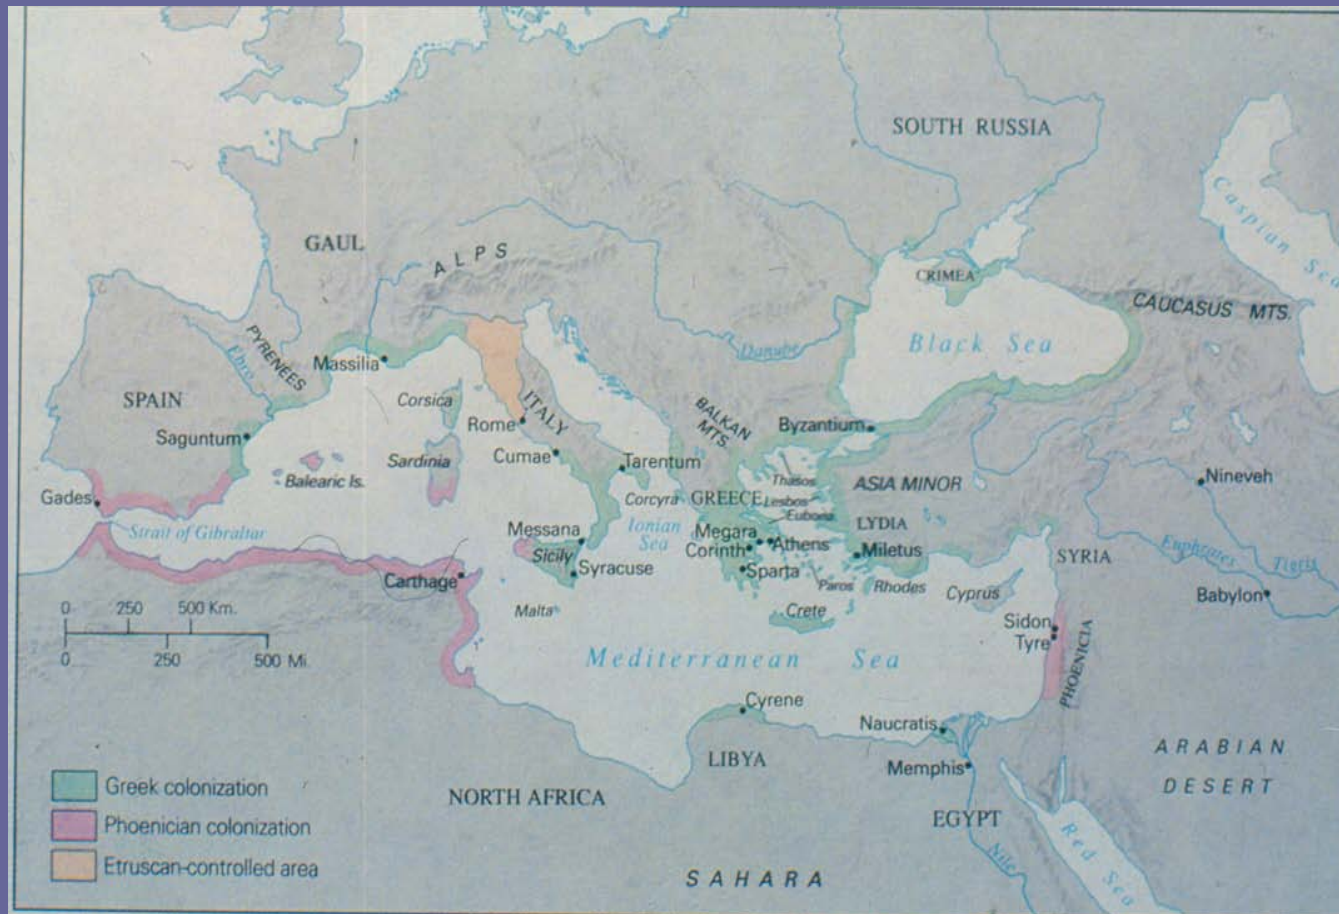 SOUTH RUSSIA
Caspian Sea
GAUL
ALPS
CRIMEA
CAUCASUS MTS.
Black Sea
Danube
PYRENEES
Ebro
Massilia
SPAIN
Corsica
ITALY
Rome
BALKAN
MTS.
Byzantium
Saguntum
Cumae
Tarentum
Sardinia
Balearic Is.
Thasos
ASIA MINOR
Nineveh
Gades
Corcyra
GREECE
Lesbos
Euboea
LYDIA
Strait of Gibraltar
Messana
Ionian
Sea
Megara
Athens
Corinth
Miletus
SYRIA
Euphrates
Tigris
Sicily
Syracuse
Sparta
Carthage
Paros
Rhodes
Cyprus
Babylon
Malta
Crete
Sidon
Tyre
PHOENICIA
0 250 500 Km.
0 250 500 Mi.
Mediterranean Sea
Cyrene
Naucratis
LIBYA
Memphis
ARABIAN
DESERT
NORTH AFRICA
EGYPT
Nile
Red Sea
SAHARA
Greek colonization
Phoenician colonization
Etruscan-controlled area